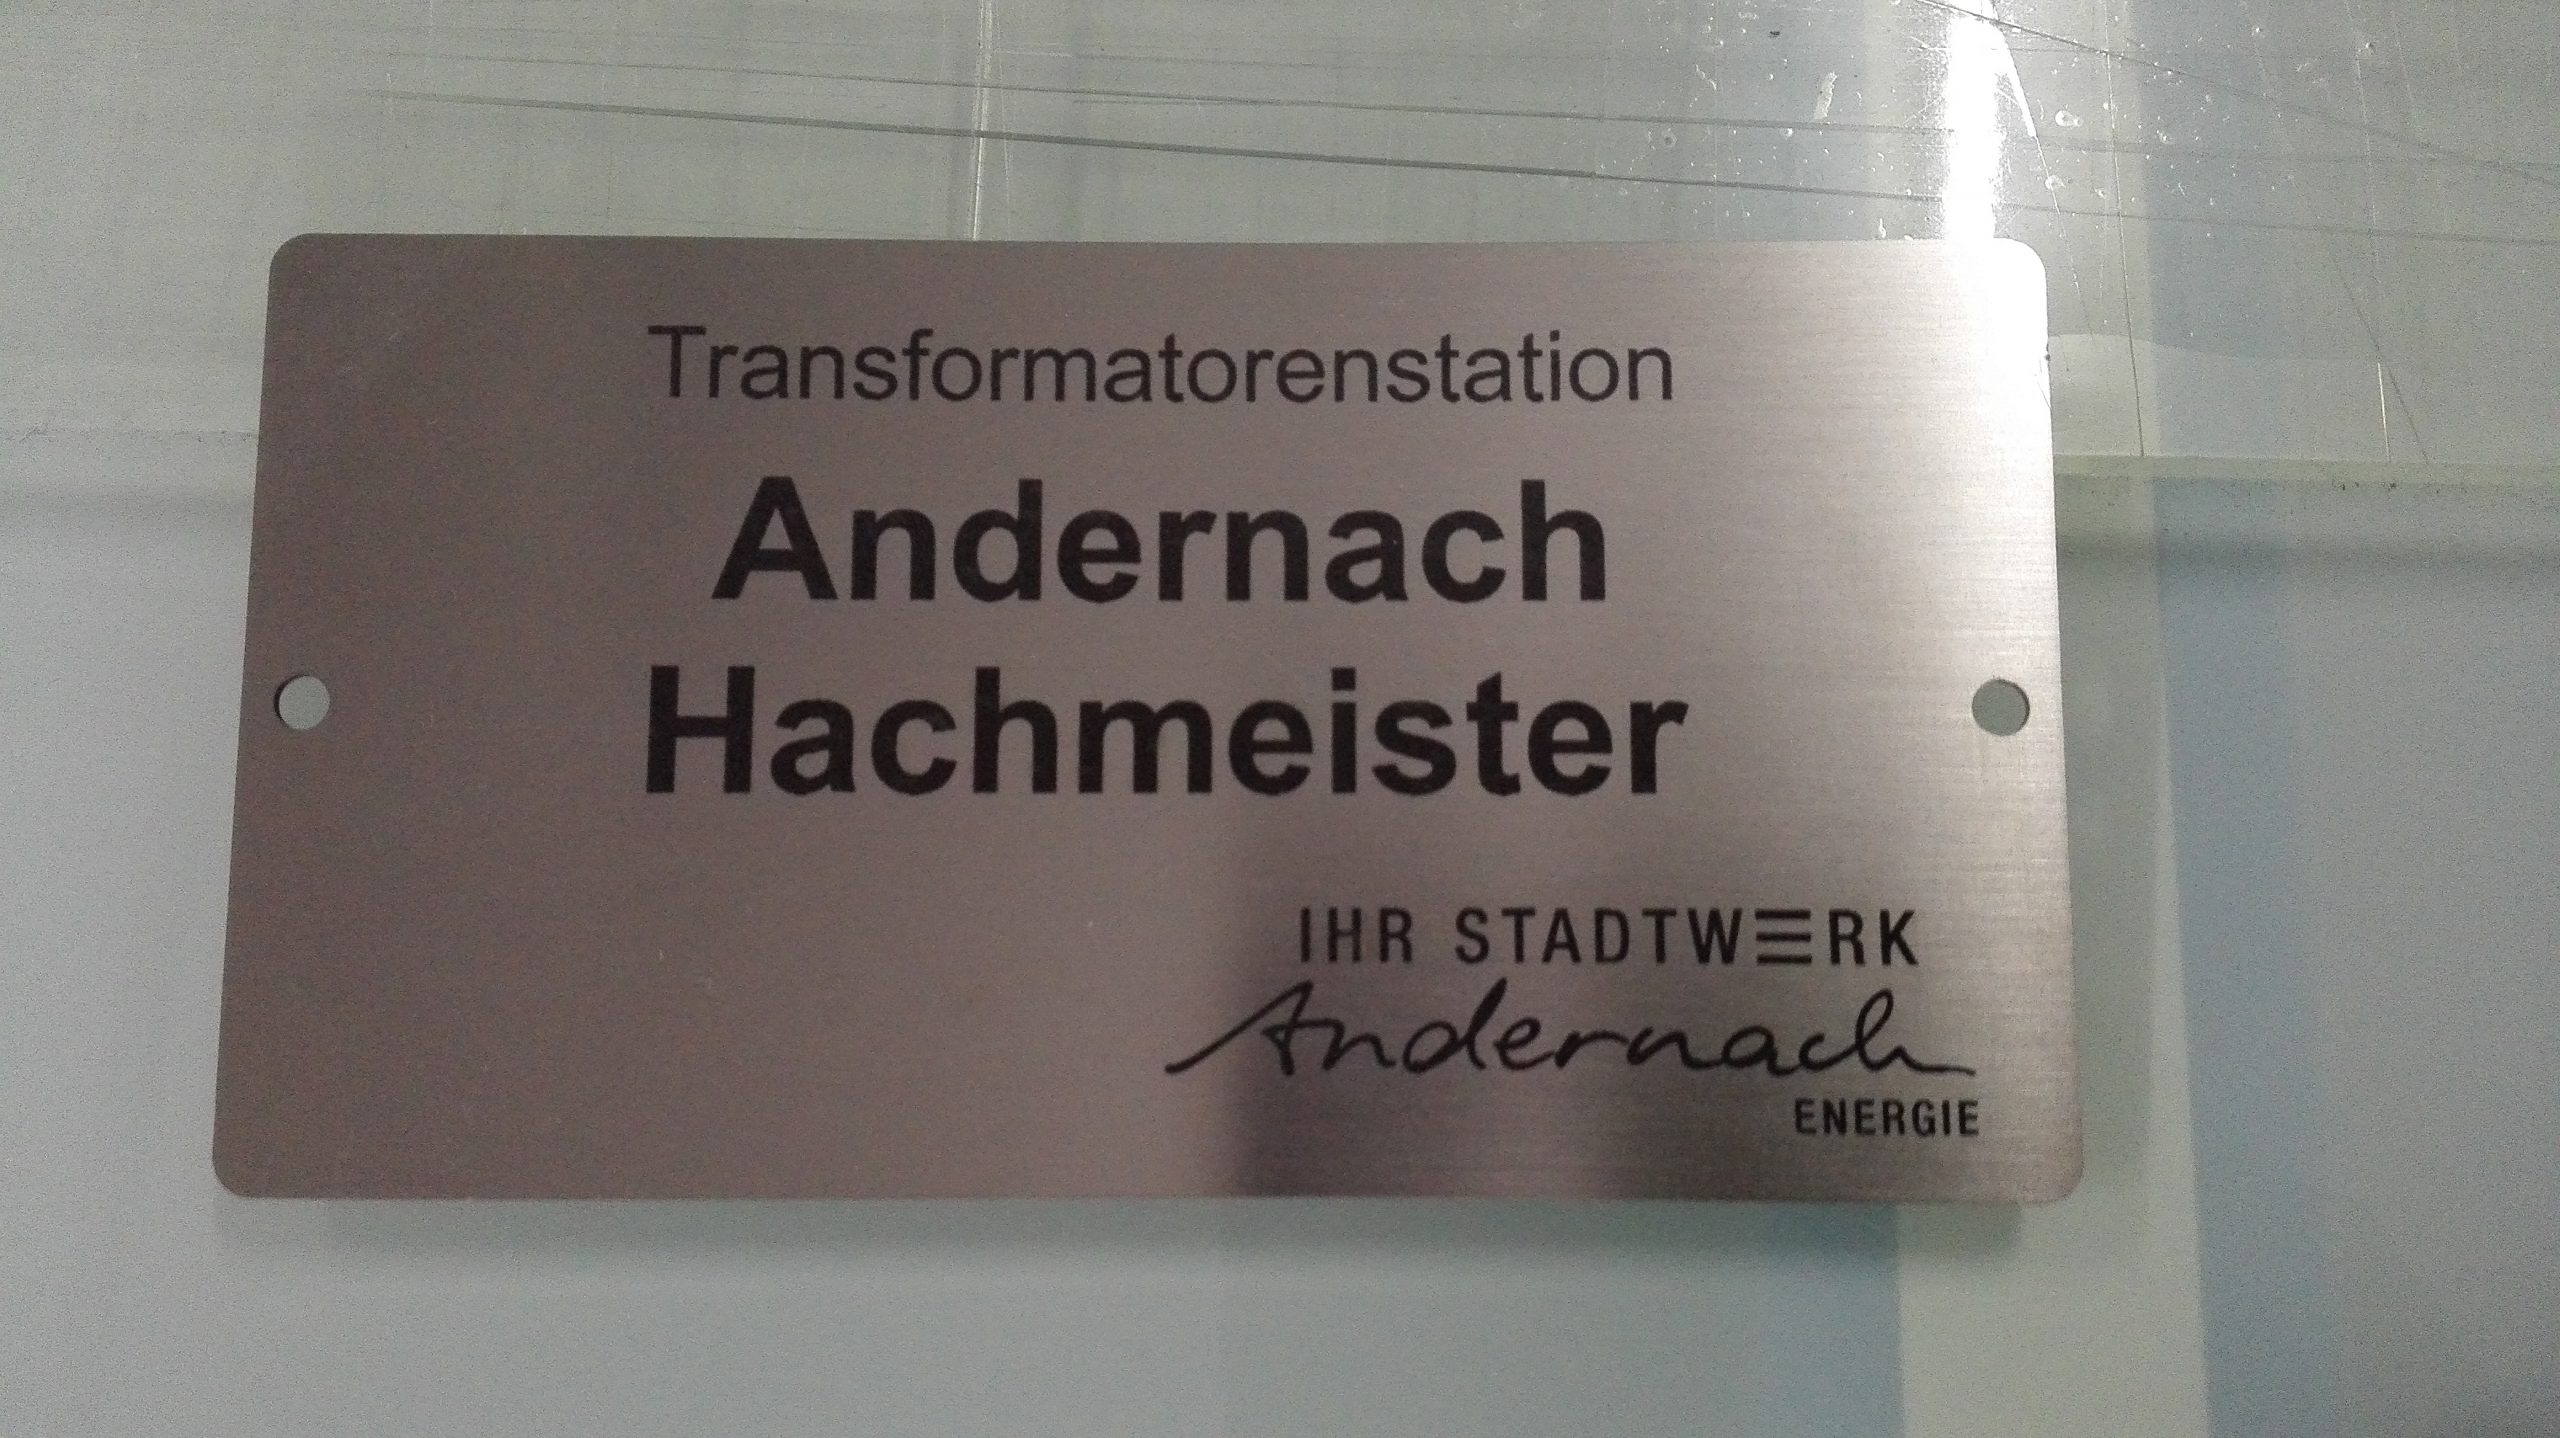 Transformatorenstation
Andernach
Hachmeister
IHR STADTWERK
Andernach
ENERGIE